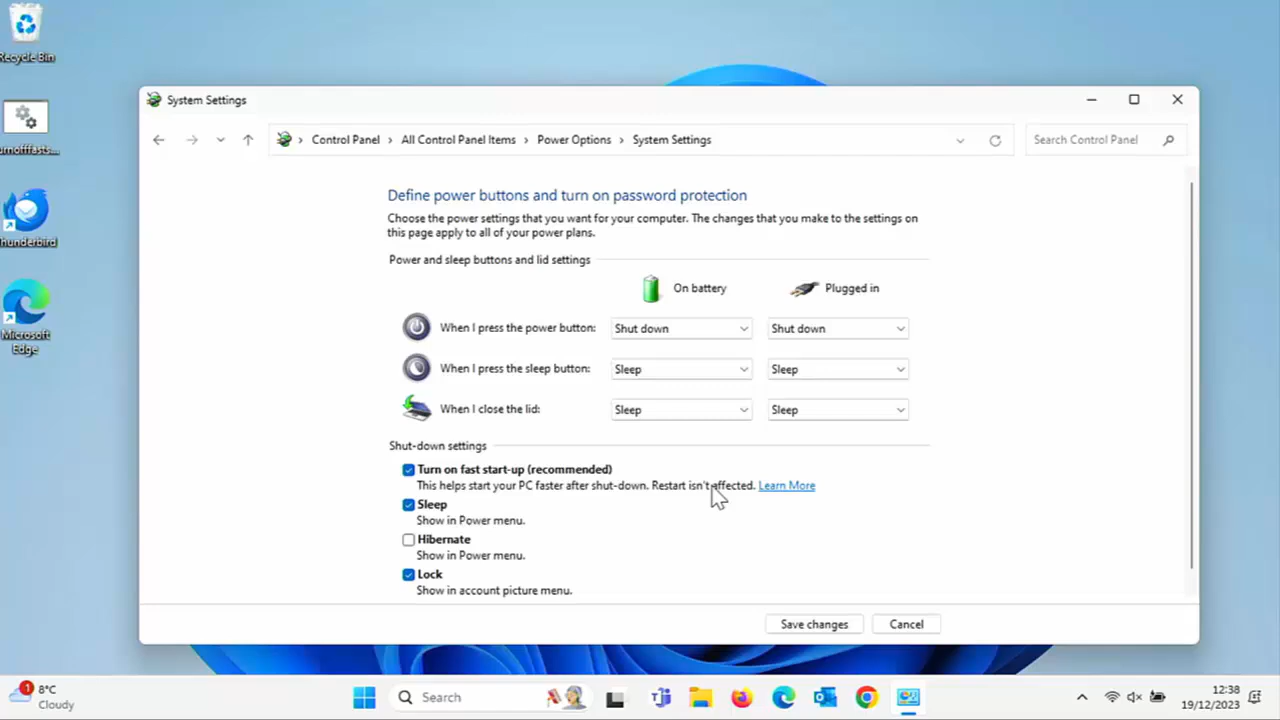 Recycle Bin
System Settings
Control Panel › All Control Panel Items › Power Options › System Settings
Search Control Panel
Define power buttons and turn on password protection
Choose the power settings that you want for your computer. The changes that you make to the settings on
this page apply to all of your power plans.
Power and sleep buttons and lid settings
On battery Plugged in
When I press the power button: Shut down Shut down
When I press the sleep button: Sleep Sleep
When I close the lid: Sleep Sleep
Shut-down settings
Turn on fast start-up (recommended)
This helps start your PC faster after shut-down. Restart isn't affected. Learn More
Sleep
Show in Power menu.
Hibernate
Show in Power menu.
Lock
Show in account picture menu.
Save changes Cancel
urnofffasts...
hunderbird
Microsoft
Edge
1
8°C
Cloudy
Search
12:38
19/12/2023